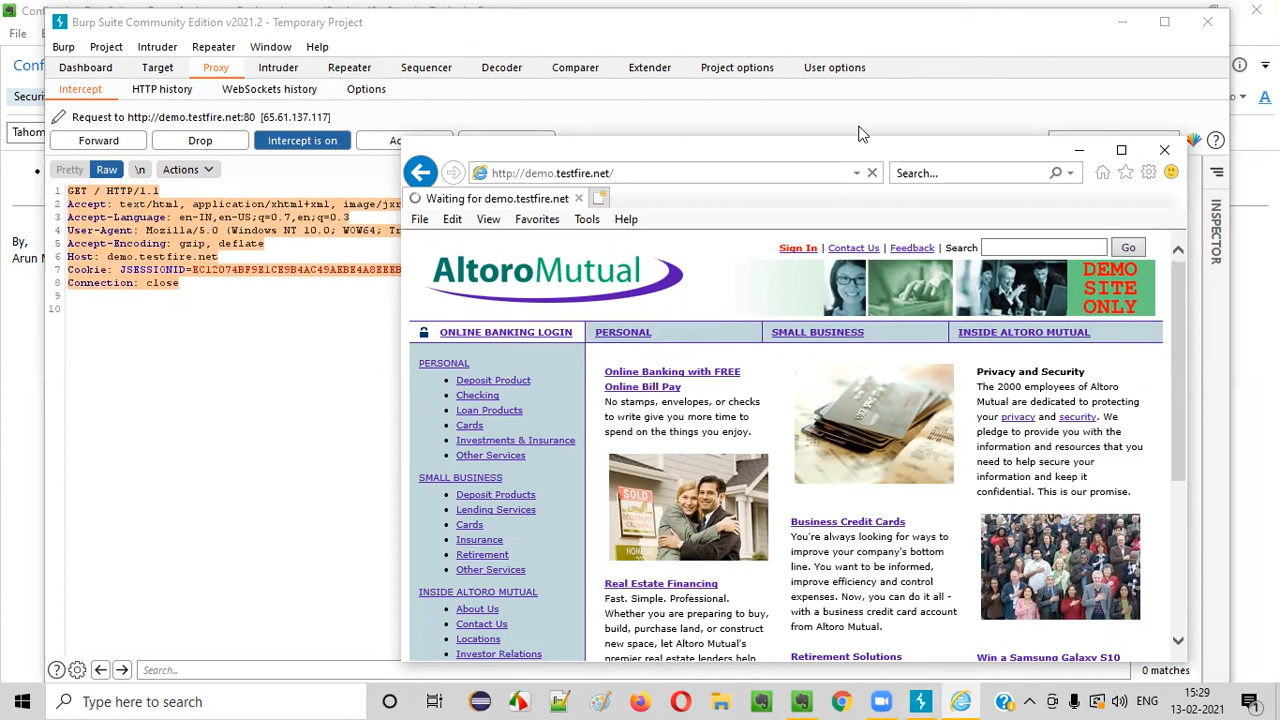 Burp Suite Community Edition v2021.2 - Temporary Project
File
Burp Project Intruder Repeater Window Help
Dashboard Target Proxy Intruder Repeater Sequencer Decoder Comparer Extender Project options User options
Intercept HTTP history WebSockets history Options
Request to http://demo.testfire.net:80 [65.61.137.117]
Forward Drop Intercept is on
Pretty Raw \n Actions
1 GET / HTTP/1.1
2 Accept: text/html, application/xhtml+xml, image/jxr
3 Accept-Language: en-IN,en-US;q=0.7,en;q=0.3
4 User-Agent: Mozilla/5.0 (Windows NT 10.0; WOW64; Tr
5 Accept-Encoding: gzip, deflate
6 Host: demo.testfire.net
7 Cookie:
8 Connection: close
9
10
Tahom
By,
Arun
INSPECTOR
http://demo.testfire.net/
Search...
Waiting for demo.testfire.net
File Edit View Favorites Tools Help
Sign In | Contact Us | Feedback | Search Go
AltoroMutual
DEMO
SITE
ONLY
ONLINE BANKING LOGIN PERSONAL SMALL BUSINESS INSIDE ALTORO MUTUAL
PERSONAL
Deposit Product
Checking
Loan Products
Cards
Investments & Insurance
Other Services
SMALL BUSINESS
Deposit Products
Lending Services
Cards
Insurance
Retirement
Other Services
INSIDE ALTORO MUTUAL
About Us
Contact Us
Locations
Investor Relations
Online Banking with FREE
Online Bill Pay
No stamps, envelopes, or checks
to write give you more time to
spend on the things you enjoy.
SOLD
Real Estate Financing
Fast. Simple. Professional.
Whether you are preparing to buy,
build, purchase land, or construct
new space, let Altoro Mutual's
premier real estate lenders help
Business Credit Cards
You're always looking for ways to
improve your company's bottom
line. You want to be informed,
improve efficiency and control
expenses. Now, you can do it all -
with a business credit card account
from Altoro Mutual.
Retirement Solutions
Privacy and Security
The 2000 employees of Altoro
Mutual are dedicated to protecting
your privacy and security. We
pledge to provide you with the
information and resources that you
need to help secure your
information and keep it
confidential. This is our promise.
Win a Samsung Galaxy S10
Search...
0 matches
Type here to search
ENG
5:29
13-02-2021